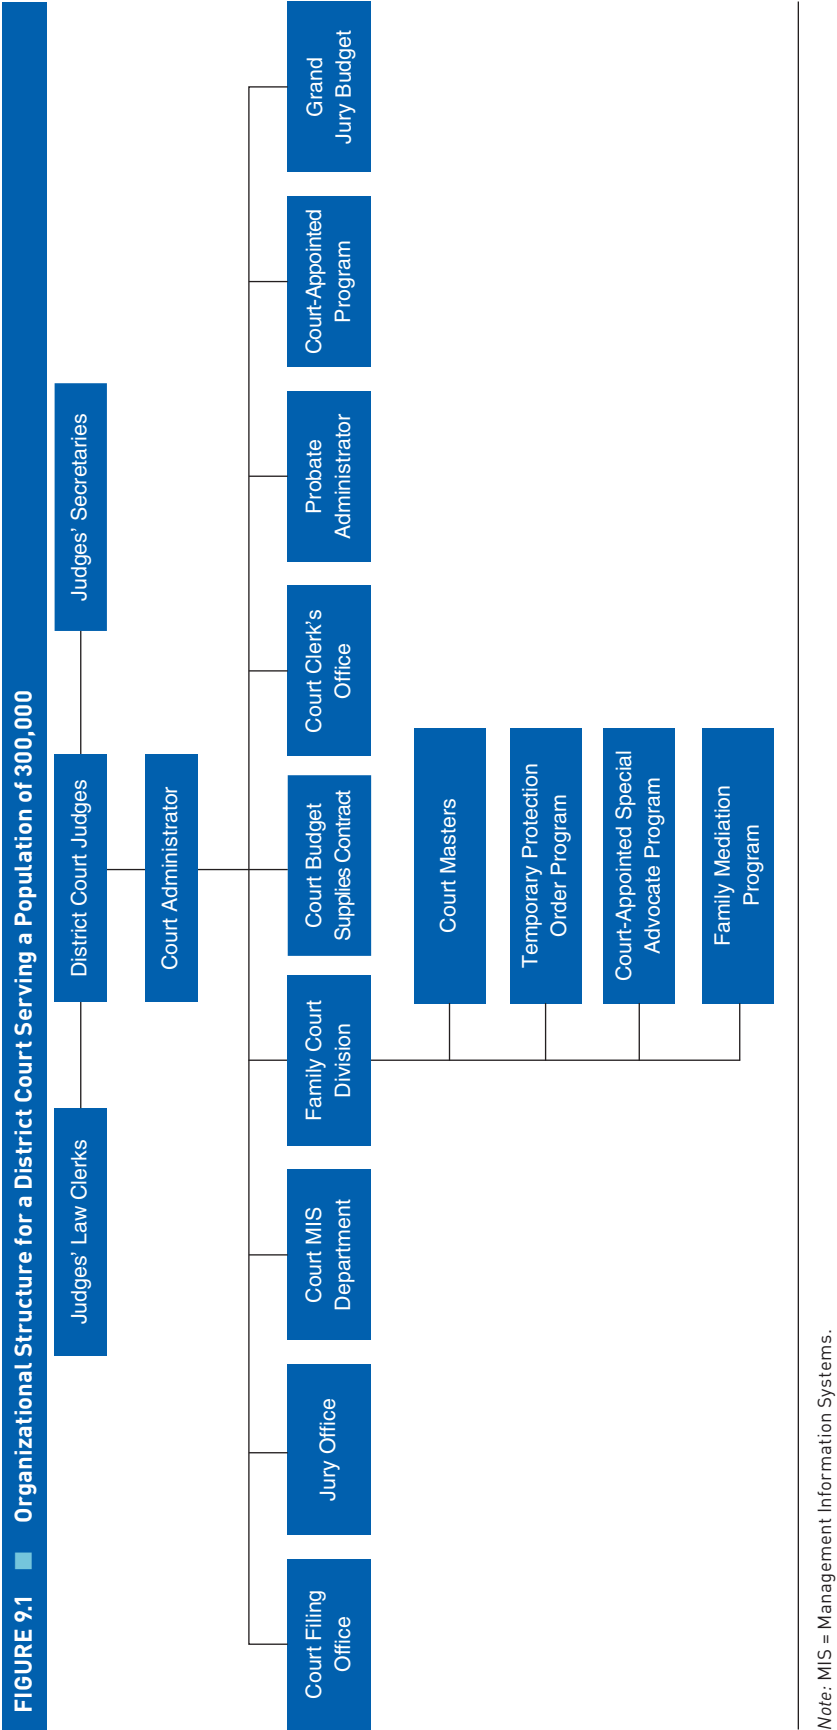 FIGURE 9.1 ■ Organizational Structure for a District Court Serving a Population of 300,000
Judges’ Law Clerks
District Court Judges
Judges’ Secretaries
Court Administrator
Court Filing
Office
Jury Office
Court MIS
Department
Family Court
Division
Court Budget
Supplies Contract
Court Clerk’s
Office
Probate
Administrator
Court-Appointed
Program
Grand
Jury Budget
Court Masters
Temporary Protection
Order Program
Court-Appointed Special
Advocate Program
Family Mediation
Program
Note: MIS = Management Information Systems.